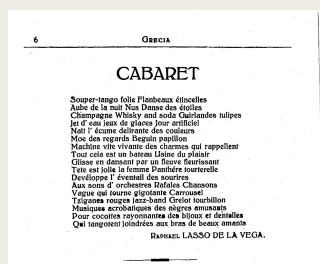 6
GRECIA
CABARET
Souper-tango folie Flanbeaux étincelles
Aube de la nuit Nus Danse des étoiles
Champagne Whisky and soda Guirlandes tulipes
Jet d' eau jeux de glaces Jour artificiel
Nait l' écume delirante des couleurs
Moe des regards Beguin papillon
Machine vite vivante des charmes qui rappellent
Tout cela est un bateau Usine du plaisir
Glisse en dansant par un fleuve fleurissant
Tete est jolie la femme Panthére tourterelle
Developpe l' éventail des sourires
Aux sons d' orchestres Rafales Chansons
Vague qui tourne gigotante Carrousel
Tziganes rouges jazz-band Grelot tourbillon
Musiques acrobatiques des nègres amusants
Pour cocottes rayonnantes des bijoux et dentelles
Qui tangotent joindrées aux bras de beaux amants
RAPHAEL LASSO DE LA VEGA.